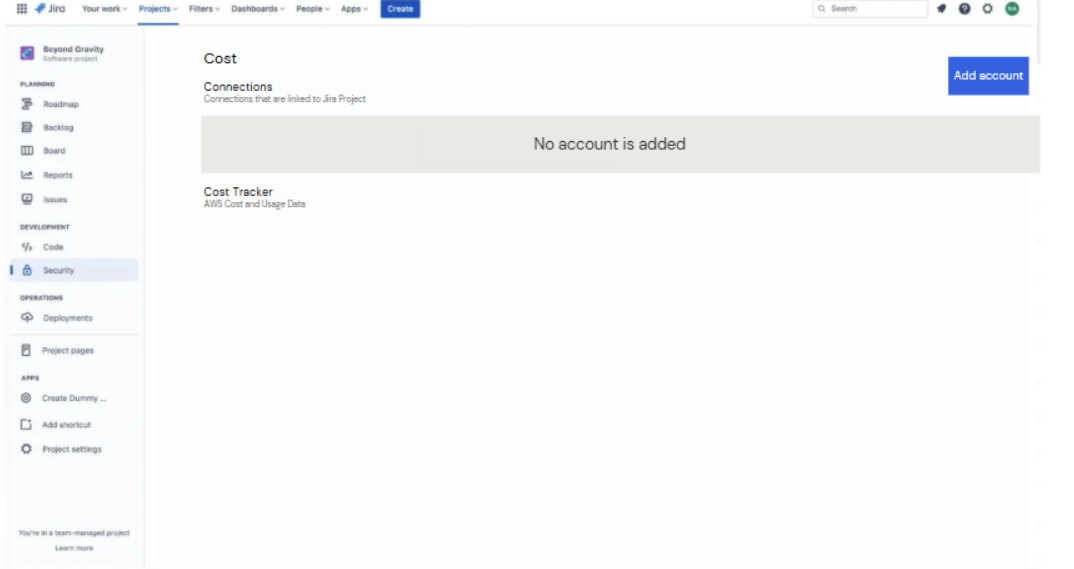 Jira Your work Projects Filters Dashboards People Apps Create Search NA
Beyond Gravity
Software project
PLANNING
Roadmap
Backlog
Board
Reports
Issues
DEVELOPMENT
Code
Security
OPERATIONS
Deployments
Project pages
APPS
Create Dummy ...
Add shortcut
Project settings
You're in a team-managed project
Learn more
Cost
Add account
Connections
Connections that are linked to Jira Project
No account is added
Cost Tracker
AWS Cost and Usage Data